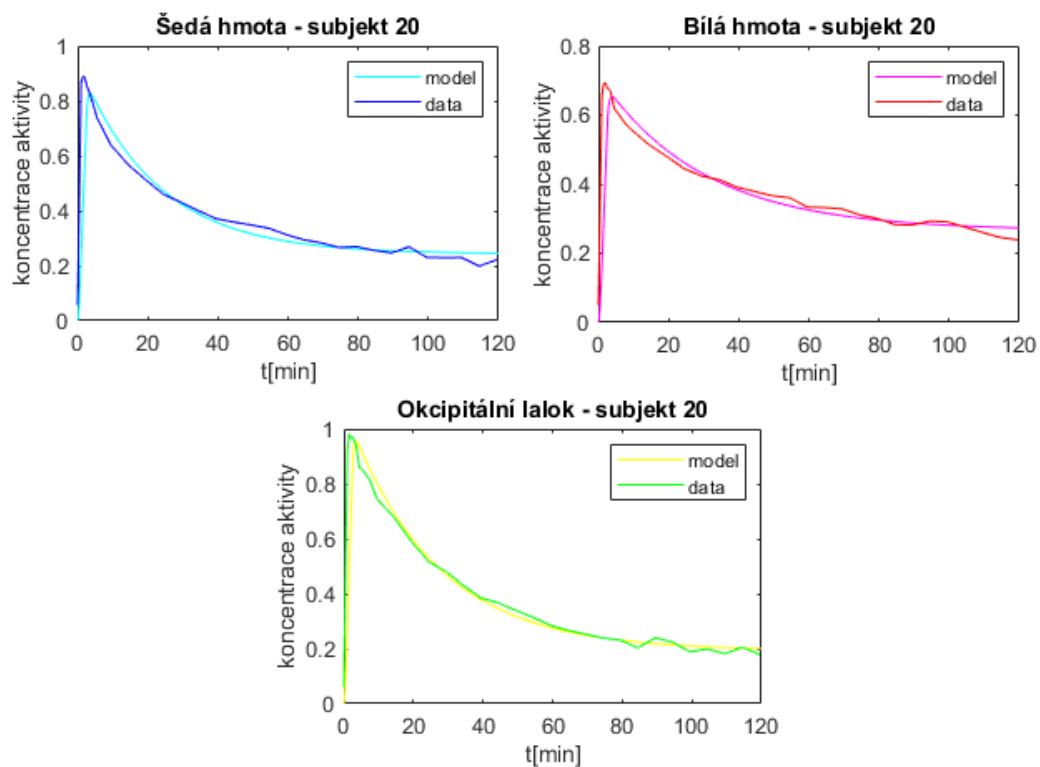 Šedá hmota - subjekt 20
koncentrace aktivity
1
0.8
0.6
0.4
0.2
0
0
20
40
60
80
100
120
t[min]
model
data
Bílá hmota - subjekt 20
koncentrace aktivity
0.8
0.6
0.4
0.2
0
0
20
40
60
80
100
120
t[min]
model
data
Okcipitální lalok - subjekt 20
koncentrace aktivity
1
0.8
0.6
0.4
0.2
0
0
20
40
60
80
100
120
t[min]
model
data